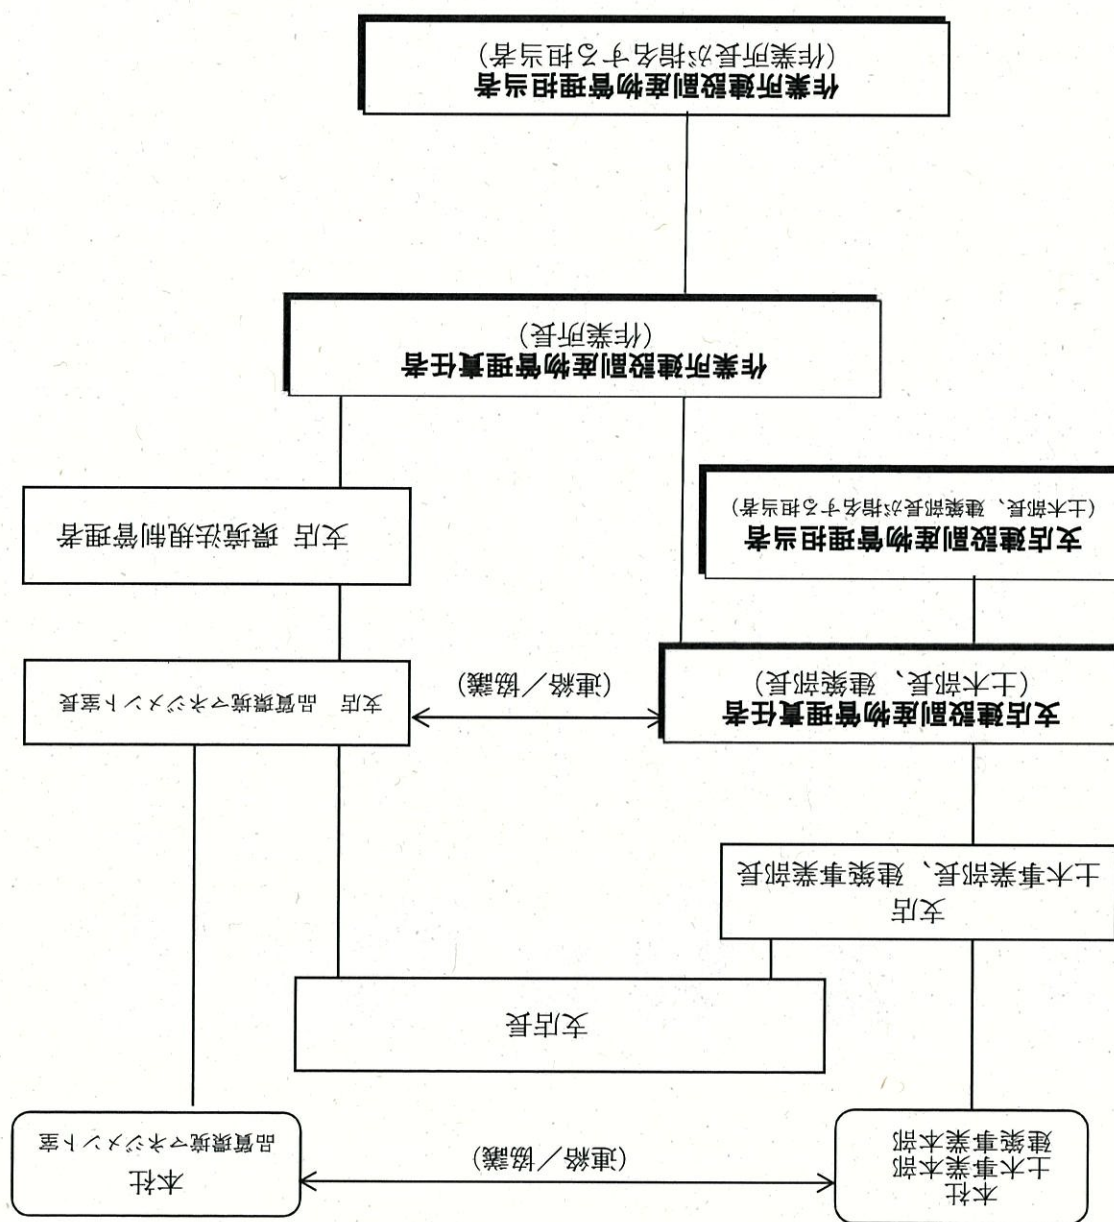 本社
土木事業本部
建築事業本部
(連絡/協議)
本社
品質環境マネジメント室
支店長
支店
土木事業部長、建築事業部長
支店建設副産物管理責任者
(土木部長、建築部長)
(連絡/協議)
支店 品質環境マネジメント室長
支店建設副産物管理担当者
(土木部長、建築部長が指名する担当者)
支店 環境法規制管理者
作業所建設副産物管理責任者
(作業所長)
作業所建設副産物管理担当者
(作業所長が指名する担当者)